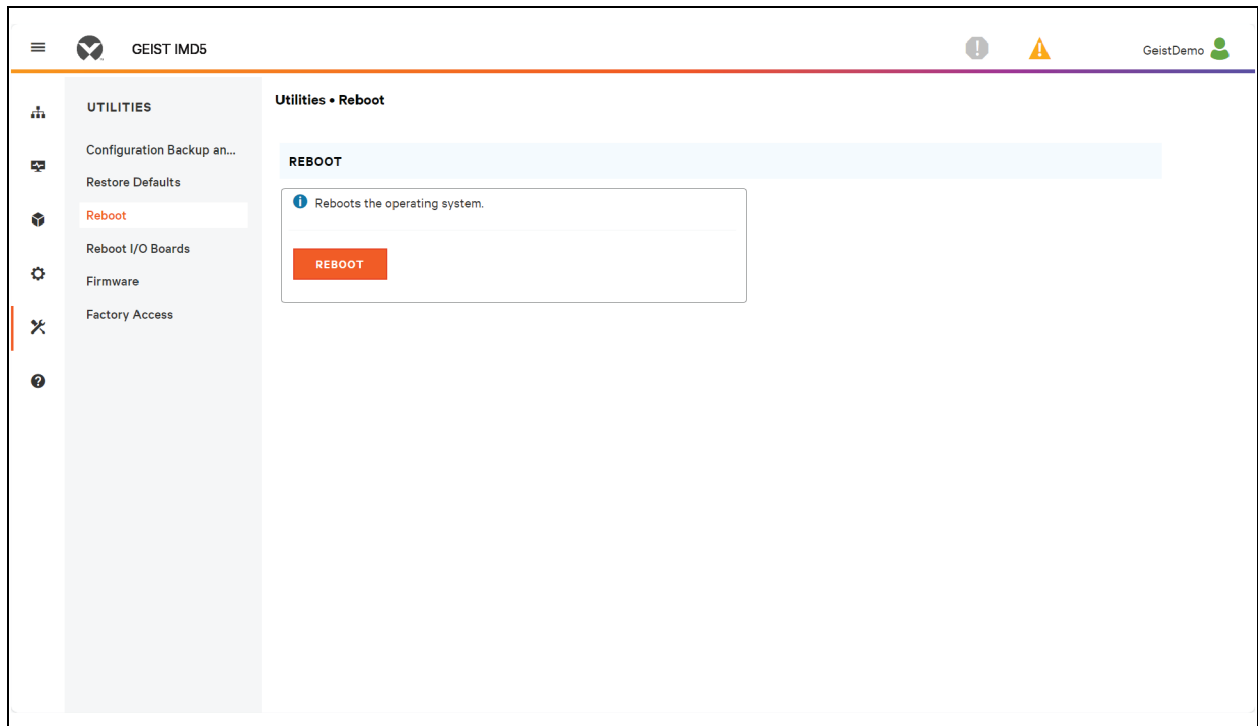 GEIST IMD5
GeistDemo
UTILITIES
Configuration Backup an...
Restore Defaults
Reboot
Reboot I/O Boards
Firmware
Factory Access
Utilities • Reboot
REBOOT
Reboots the operating system.
REBOOT